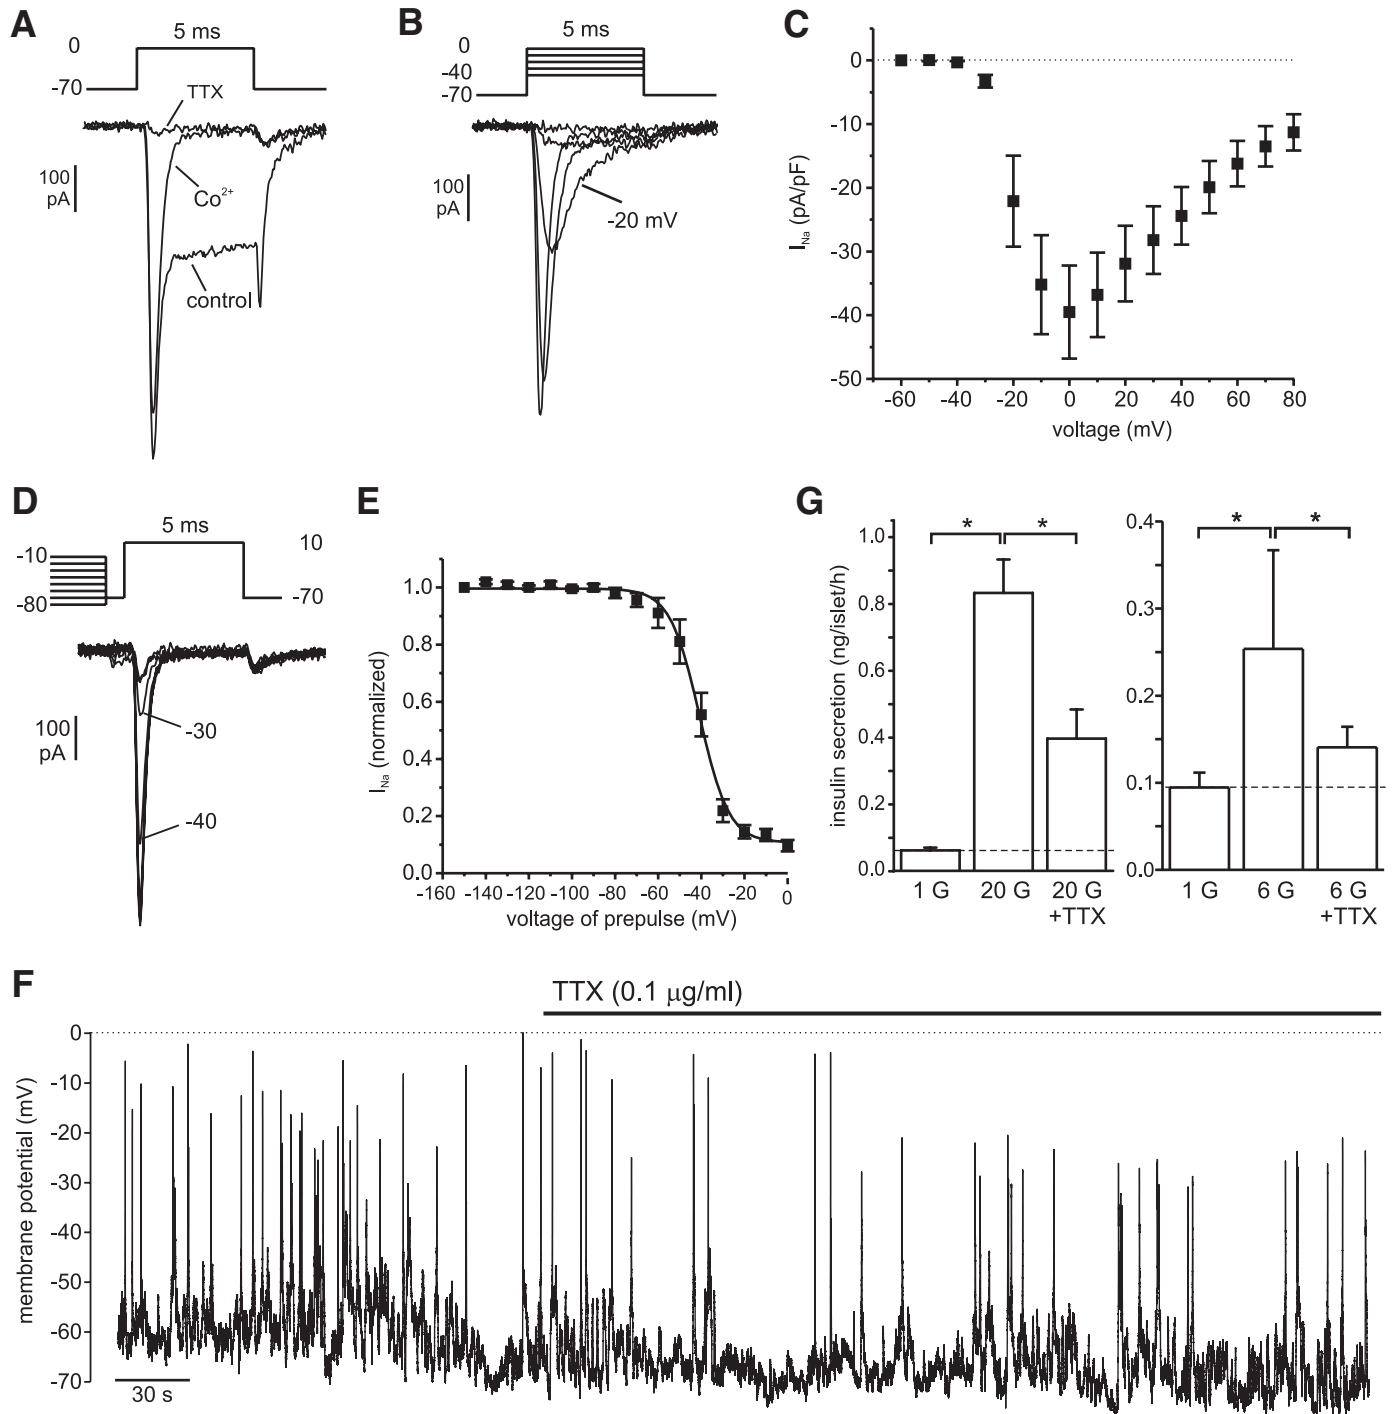 A
5 ms
0
-70
TTX
100
pA
Co²⁺
control
B
5 ms
0
-40
-70
100
pA
-20 mV
C
0
-10
-20
-30
-40
-50
I_Na (pA/pF)
-60 -40 -20 0 20 40 60 80
voltage (mV)
D
5 ms
-10
-80
10
-70
100
pA
-30
-40
E
1.0
0.8
0.6
0.4
0.2
0.0
I_Na (normalized)
-160 -140 -120 -100 -80 -60 -40 -20 0
voltage of prepulse (mV)
G
insulin secretion (ng/islet/h)
1.0
0.8
0.6
0.4
0.2
0.0
* *
1 G 20 G 20 G
+TTX
0.4
0.3
0.2
0.1
0.0
* *
1 G 6 G 6 G
+TTX
F
TTX (0.1 µg/ml)
membrane potential (mV)
0
-10
-20
-30
-40
-50
-60
-70
30 s